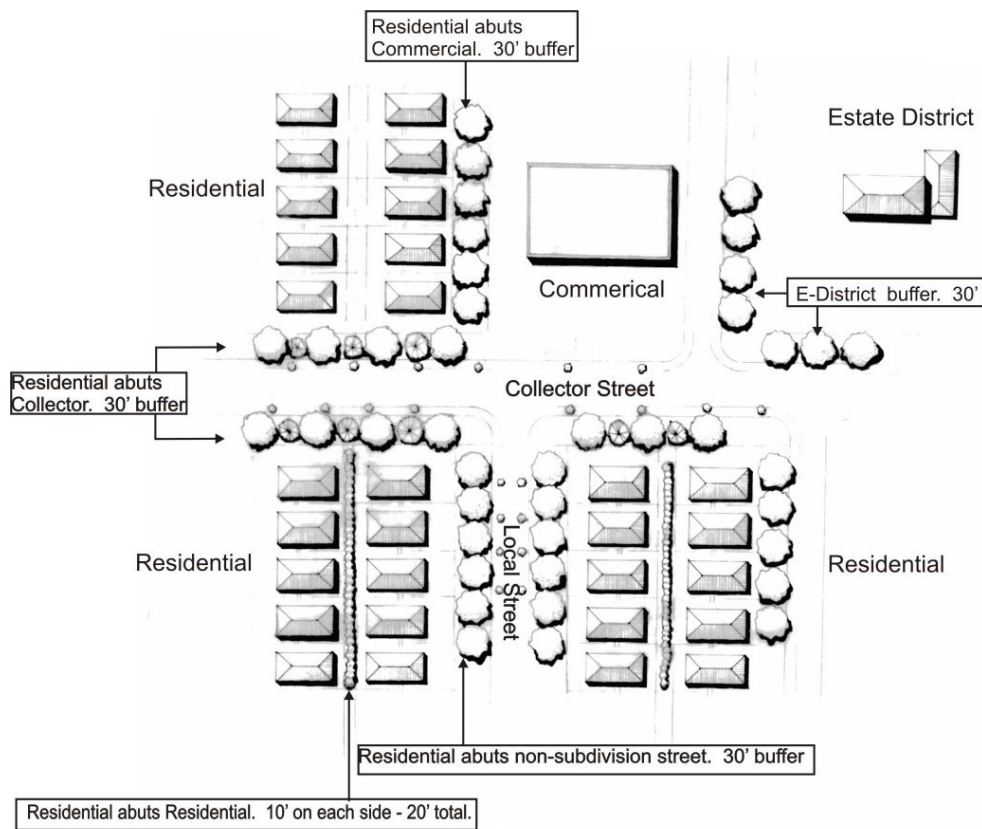 Residential abuts
Commercial. 30' buffer
Estate District
Residential
Commerical
E-District buffer. 30'
Residential abuts
Collector. 30' buffer
Collector Street
Residential
Local Street
Residential
Residential abuts non-subdivision street. 30' buffer
Residential abuts Residential. 10' on each side - 20' total.